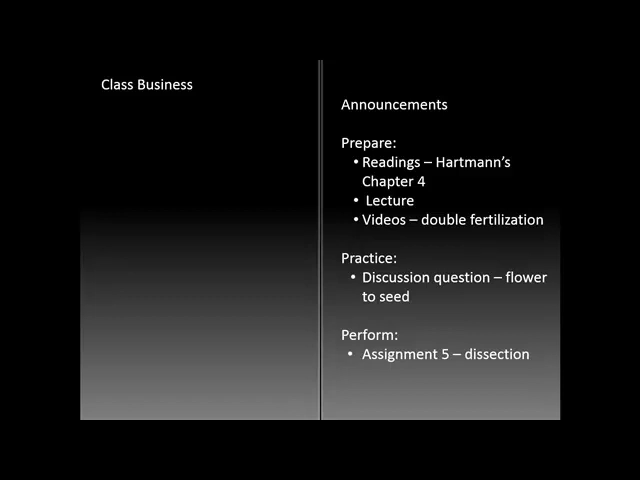 Class Business
Announcements
Prepare:
• Readings – Hartmann's
Chapter 4
• Lecture
• Videos – double fertilization
Practice:
• Discussion question – flower
to seed
Perform:
• Assignment 5 – dissection